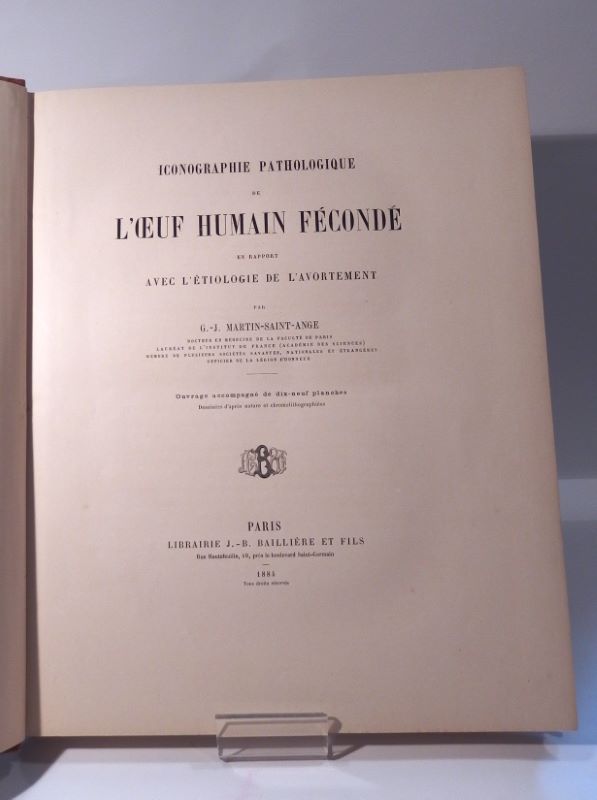 ICONOGRAPHIE PATHOLOGIQUE
DE
L'ŒUF HUMAIN FÉCONDÉ
EN RAPPORT
AVEC L'ÉTIOLOGIE DE L'AVORTEMENT
PAR
G.-J. MARTIN-SAINT-ANGE
DOCTEUR EN MÉDECINE DE LA FACULTÉ DE PARIS
LAURÉAT DE L'INSTITUT DE FRANCE (ACADÉMIE DES SCIENCES)
MEMBRE DE PLUSIEURS SOCIÉTÉS SAVANTES, NATIONALES ET ÉTRANGÈRES
OFFICIER DE LA LÉGION D'HONNEUR
Ouvrage accompagné de dix-neuf planches
Dessinées d'après nature et chromolithographiées
PARIS
LIBRAIRIE J.-B. BAILLIÈRE ET FILS
Rue Hautefeuille, 19, près le boulevard Saint-Germain
1884
Tous droits réservés